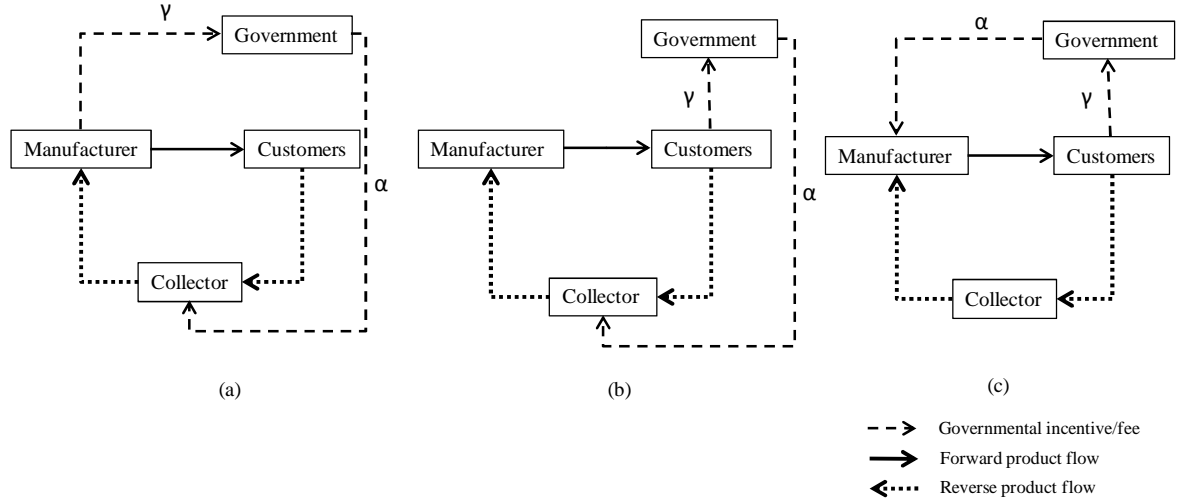 γ
Government
Manufacturer
Customers
α
Collector
(a)
Government
γ
Manufacturer
Customers
α
Collector
(b)
α
Government
γ
Manufacturer
Customers
Collector
(c)
Governmental incentive/fee
Forward product flow
Reverse product flow